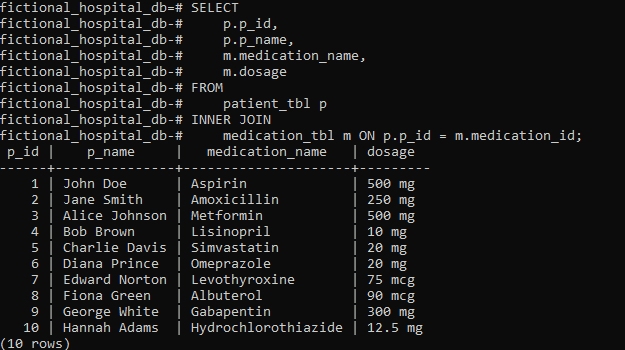 fictional_hospital_db=# SELECT
fictional_hospital_db-#     p.p_id,
fictional_hospital_db-#     p.p_name,
fictional_hospital_db-#     m.medication_name,
fictional_hospital_db-#     m.dosage
fictional_hospital_db-# FROM
fictional_hospital_db-#     patient_tbl p
fictional_hospital_db-# INNER JOIN
fictional_hospital_db-#     medication_tbl m ON p.p_id = m.medication_id;
 p_id |    p_name     |   medication_name   | dosage
------+---------------+---------------------+---------
    1 | John Doe      | Aspirin             | 500 mg
    2 | Jane Smith    | Amoxicillin         | 250 mg
    3 | Alice Johnson | Metformin           | 500 mg
    4 | Bob Brown     | Lisinopril          | 10 mg
    5 | Charlie Davis | Simvastatin         | 20 mg
    6 | Diana Prince  | Omeprazole          | 20 mg
    7 | Edward Norton | Levothyroxine       | 75 mcg
    8 | Fiona Green   | Albuterol           | 90 mcg
    9 | George White  | Gabapentin          | 300 mg
   10 | Hannah Adams  | Hydrochlorothiazide | 12.5 mg
(10 rows)